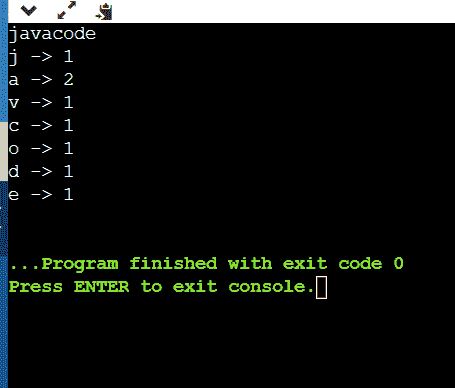 javacode
j -> 1
a -> 2
v -> 1
c -> 1
o -> 1
d -> 1
e -> 1
...Program finished with exit code 0
Press ENTER to exit console.